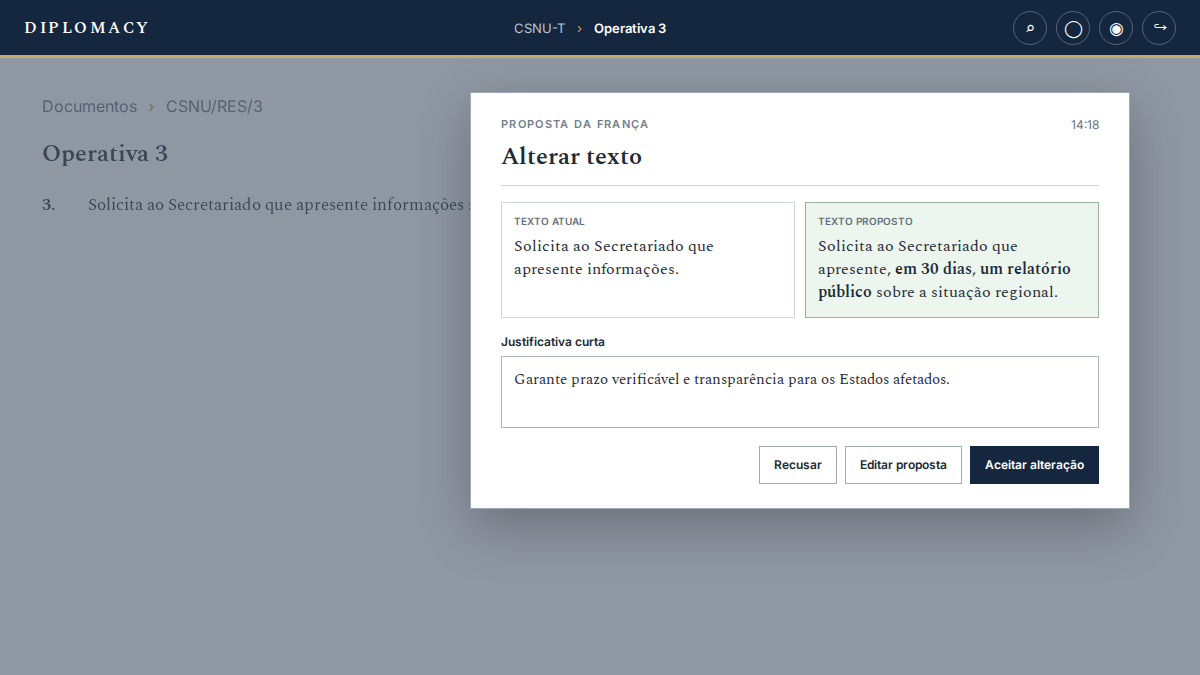 DIPLOMACY
CSNU-T › Operativa 3
Documentos › CSNU/RES/3
Operativa 3
3. Solicita ao Secretariado que apresente informações
PROPOSTA DA FRANÇA
14:18
Alterar texto
TEXTO ATUAL
Solicita ao Secretariado que
apresente informações.
TEXTO PROPOSTO
Solicita ao Secretariado que
apresente, em 30 dias, um relatório
público sobre a situação regional.
Justificativa curta
Garante prazo verificável e transparência para os Estados afetados.
Recusar
Editar proposta
Aceitar alteração